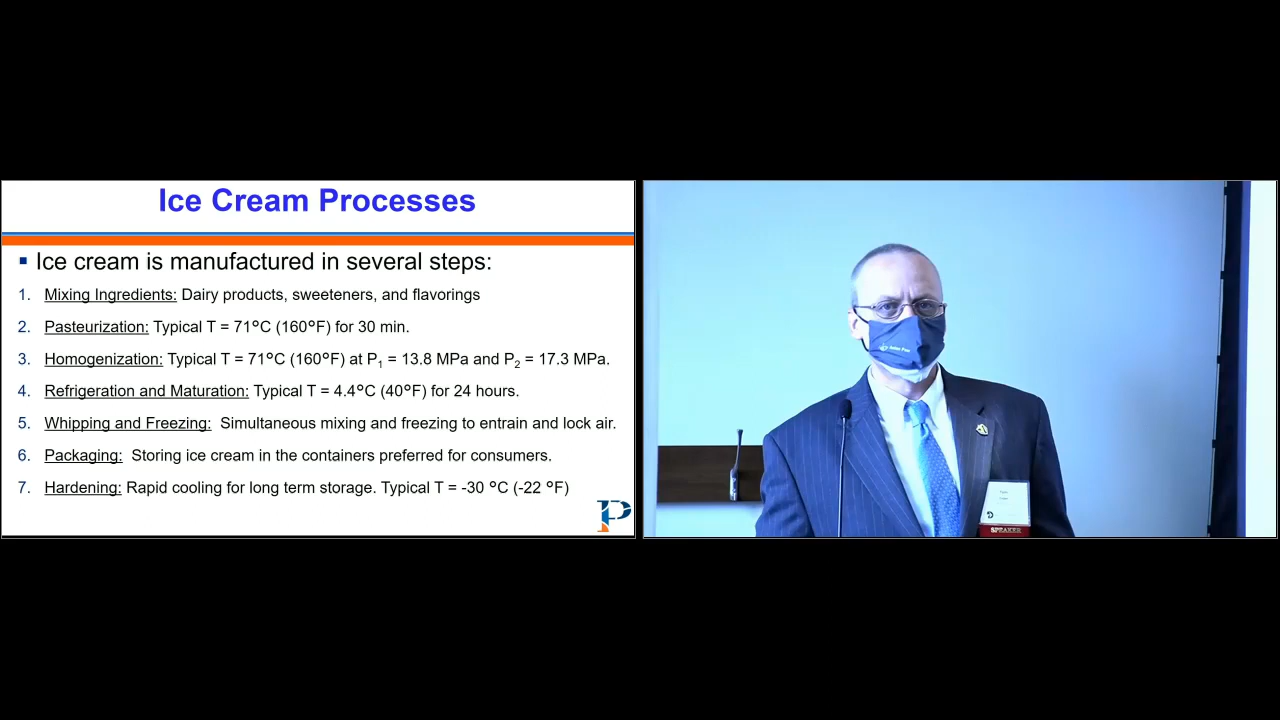 Ice Cream Processes
▪ Ice cream is manufactured in several steps:
1. Mixing Ingredients: Dairy products, sweeteners, and flavorings
2. Pasteurization: Typical T = 71°C (160°F) for 30 min.
3. Homogenization: Typical T = 71°C (160°F) at P1 = 13.8 MPa and P2 = 17.3 MPa.
4. Refrigeration and Maturation: Typical T = 4.4°C (40°F) for 24 hours.
5. Whipping and Freezing: Simultaneous mixing and freezing to entrain and lock air.
6. Packaging: Storing ice cream in the containers preferred for consumers.
7. Hardening: Rapid cooling for long term storage. Typical T = -30 °C (-22 °F)
P
SPEAKER